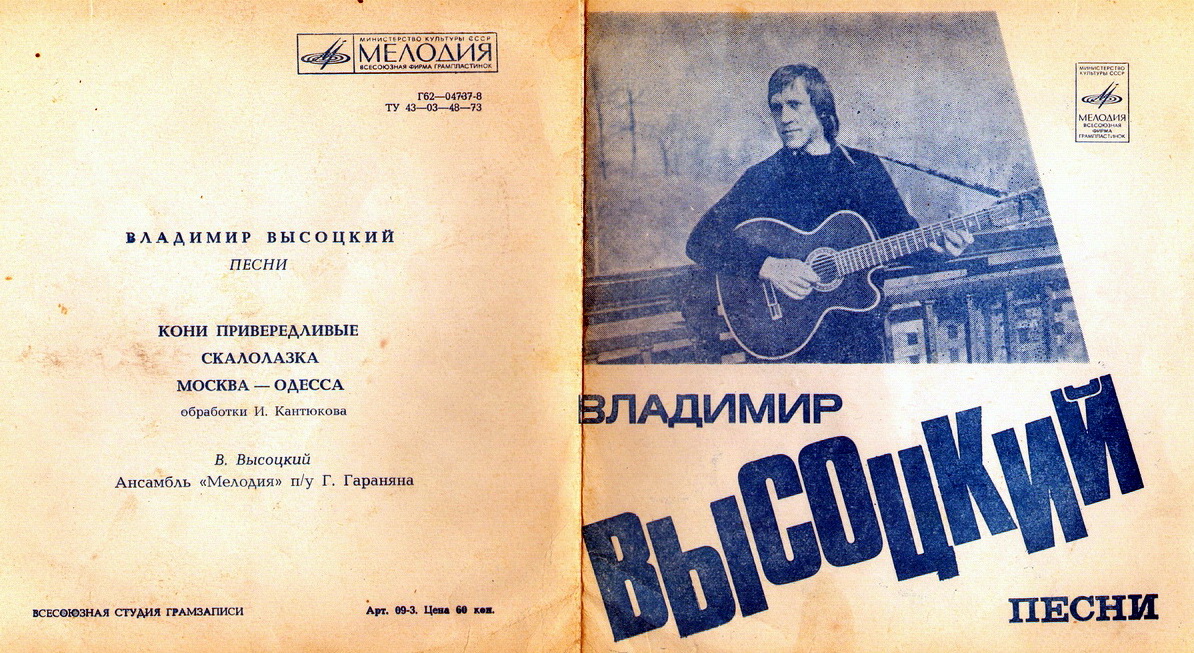 МИНИСТЕРСТВО КУЛЬТУРЫ СССР
МЕЛОДИЯ
ВСЕСОЮЗНАЯ ФИРМА ГРАМПЛАСТИНОК
Г62—04737-8
ТУ 43—03—48—73
ВЛАДИМИР ВЫСОЦКИЙ
ПЕСНИ
КОНИ ПРИВЕРЕДЛИВЫЕ
СКАЛОЛАЗКА
МОСКВА — ОДЕССА
обработки И. Кантюкова
В. Высоцкий
Ансамбль «Мелодия» п/у Г. Гараняна
ВСЕСОЮЗНАЯ СТУДИЯ ГРАМЗАПИСИ
Арт. 09-3. Цена 60 коп.
МИНИСТЕРСТВО
КУЛЬТУРЫ СССР
МЕЛОДИЯ
ВСЕСОЮЗНАЯ
ФИРМА
ГРАМПЛАСТИНОК
ВЛАДИМИР
ВЫСОЦКИЙ
ПЕСНИ